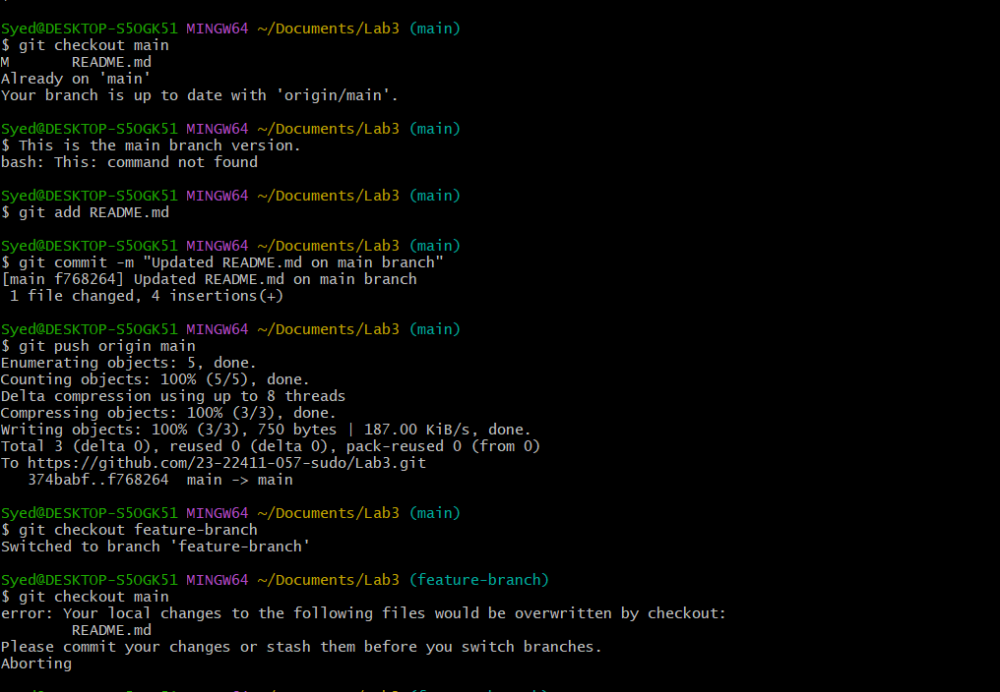 Syed@DESKTOP-S5OGK51 MINGW64 ~/Documents/Lab3 (main)
$ git checkout main
M       README.md
Already on 'main'
Your branch is up to date with 'origin/main'.
Syed@DESKTOP-S5OGK51 MINGW64 ~/Documents/Lab3 (main)
$ This is the main branch version.
bash: This: command not found
Syed@DESKTOP-S5OGK51 MINGW64 ~/Documents/Lab3 (main)
$ git add README.md
Syed@DESKTOP-S5OGK51 MINGW64 ~/Documents/Lab3 (main)
$ git commit -m "Updated README.md on main branch"
[main f768264] Updated README.md on main branch
 1 file changed, 4 insertions(+)
Syed@DESKTOP-S5OGK51 MINGW64 ~/Documents/Lab3 (main)
$ git push origin main
Enumerating objects: 5, done.
Counting objects: 100% (5/5), done.
Delta compression using up to 8 threads
Compressing objects: 100% (3/3), done.
Writing objects: 100% (3/3), 750 bytes | 187.00 KiB/s, done.
Total 3 (delta 0), reused 0 (delta 0), pack-reused 0 (from 0)
To https://github.com/23-22411-057-sudo/Lab3.git
   374babf..f768264  main -> main
Syed@DESKTOP-S5OGK51 MINGW64 ~/Documents/Lab3 (main)
$ git checkout feature-branch
Switched to branch 'feature-branch'
Syed@DESKTOP-S5OGK51 MINGW64 ~/Documents/Lab3 (feature-branch)
$ git checkout main
error: Your local changes to the following files would be overwritten by checkout:
        README.md
Please commit your changes or stash them before you switch branches.
Aborting